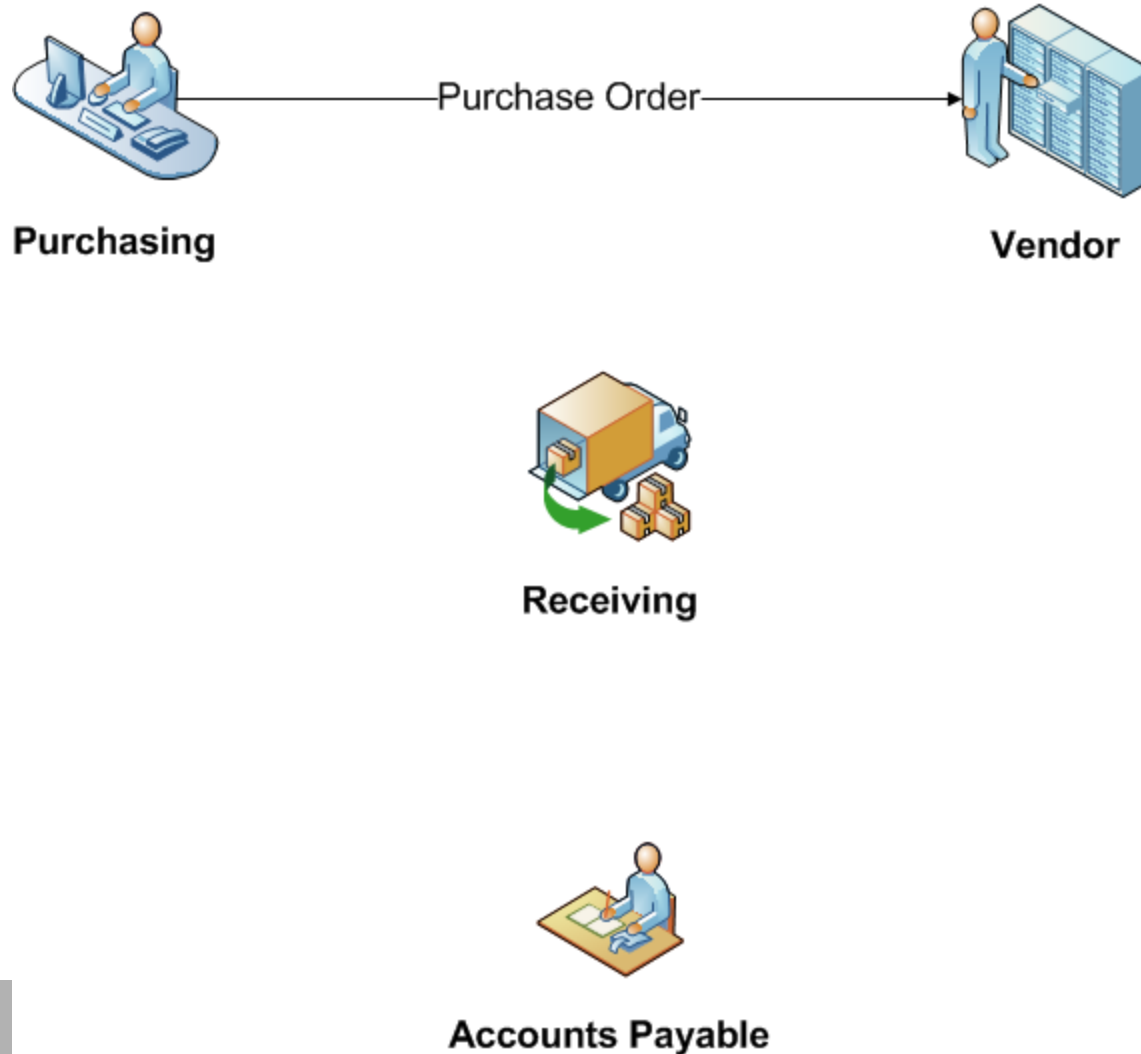 Purchase Order
Purchasing
Vendor
Receiving
Accounts Payable